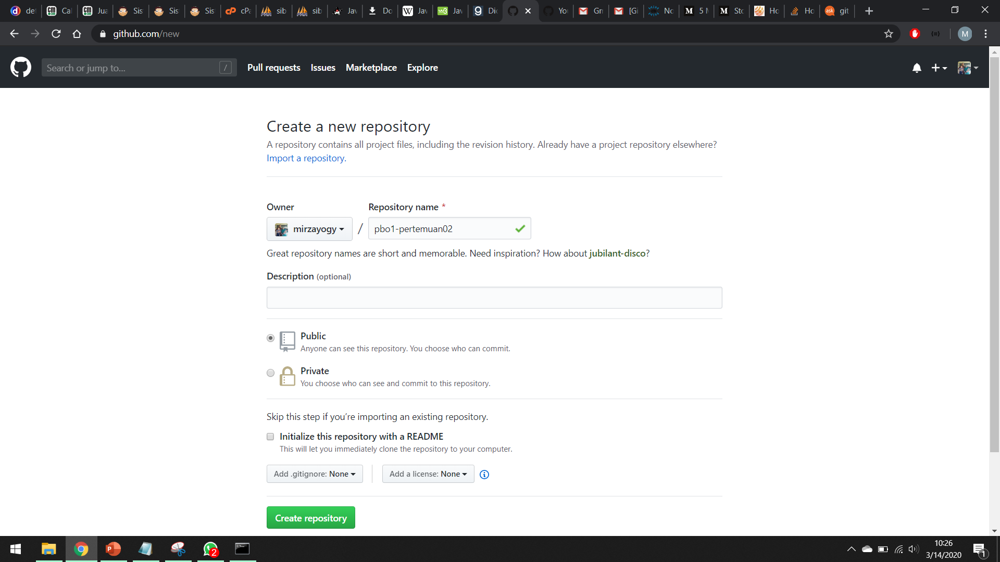 det
Cal
Jua
Sis
Sis
Sis
cPa
sib
sib
Jav
Do
Jav
Jav
Dic
Yo
Gm
[Gi
No
5 M
Sto
Ho
Ho
git
github.com/new
M
Search or jump to...
/
Pull requests
Issues
Marketplace
Explore
Create a new repository
A repository contains all project files, including the revision history. Already have a project repository elsewhere?
Import a repository.
Owner
Repository name *
mirzayogy
/
pbo1-pertemuan02
Great repository names are short and memorable. Need inspiration? How about jubilant-disco?
Description (optional)
Public
Anyone can see this repository. You choose who can commit.
Private
You choose who can see and commit to this repository.
Skip this step if you’re importing an existing repository.
Initialize this repository with a README
This will let you immediately clone the repository to your computer.
Add .gitignore: None
Add a license: None
Create repository
2
10:26
3/14/2020
1